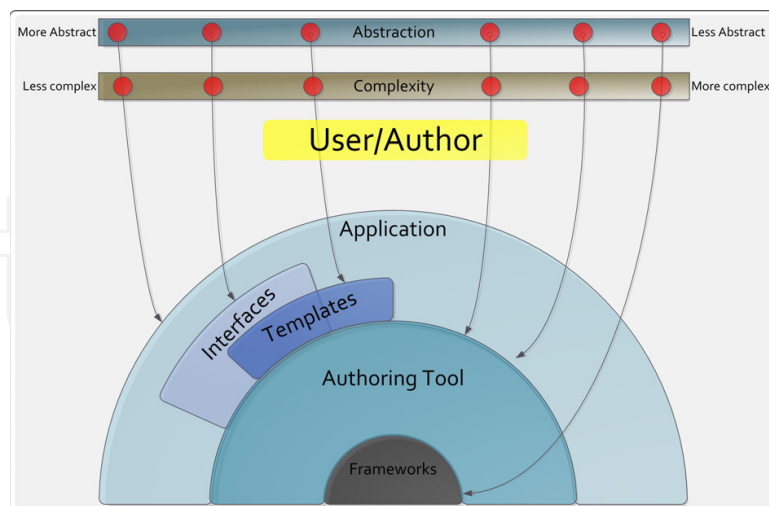 More Abstract
Abstraction
Less Abstract
Less complex
Complexity
More complex
User/Author
Application
Interfaces
Templates
Authoring Tool
Frameworks